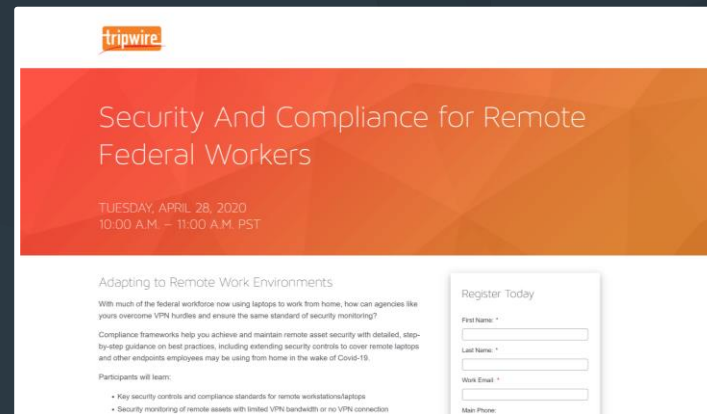 tripwire
Security And Compliance for Remote
Federal Workers
TUESDAY, APRIL 28, 2020
10:00 A.M. – 11:00 A.M. PST
Adapting to Remote Work Environments
With much of the federal workforce now using laptops to work from home, how can agencies like
yours overcome VPN hurdles and ensure the same standard of security monitoring?
Compliance frameworks help you achieve and maintain remote asset security with detailed, step-
by-step guidance on best practices, including extending security controls to cover remote laptops
and other endpoints employees may be using from home in the wake of Covid-19.
Participants will learn:
• Key security controls and compliance standards for remote workstations/laptops
• Security monitoring of remote assets with limited VPN bandwidth or no VPN connection
Register Today
First Name: *
Last Name: *
Work Email: *
Main Phone: